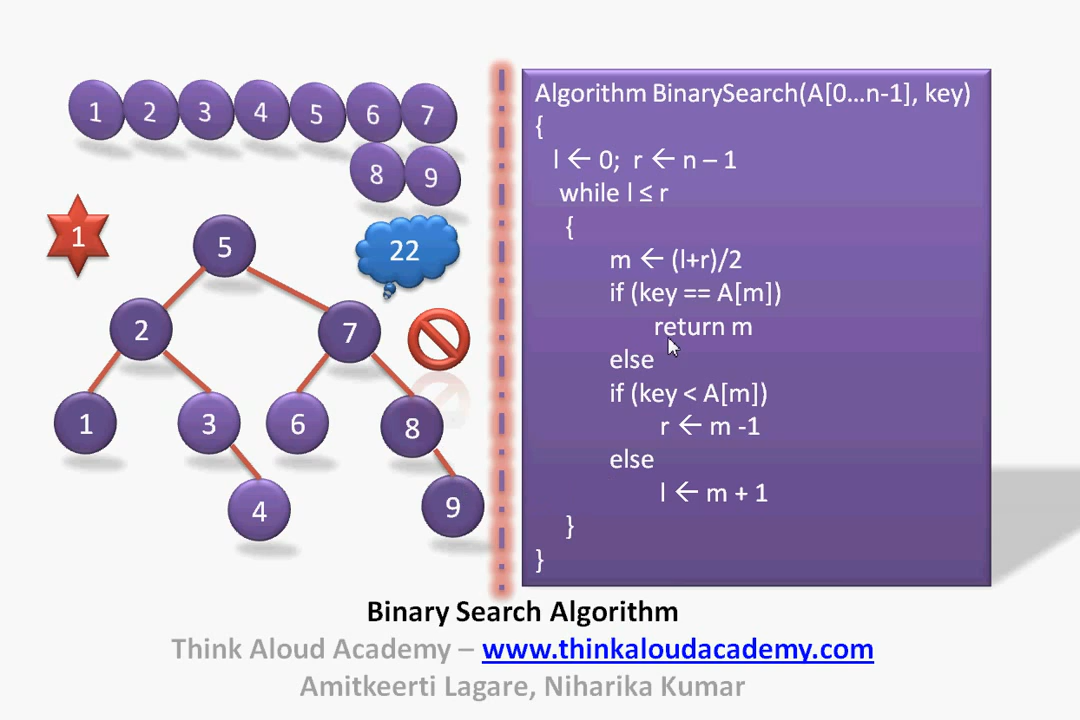 1 2 3 4 5 6 7
8 9
1
22
5
2 7
1 3 6 8
4 9
Algorithm BinarySearch(A[0...n-1], key)
{
l ← 0; r ← n – 1
while l ≤ r
{
m ← (l+r)/2
if (key == A[m])
return m
else
if (key < A[m])
r ← m -1
else
l ← m + 1
}
}
Binary Search Algorithm
Think Aloud Academy – www.thinkaloudacademy.com
Amitkeerti Lagare, Niharika Kumar